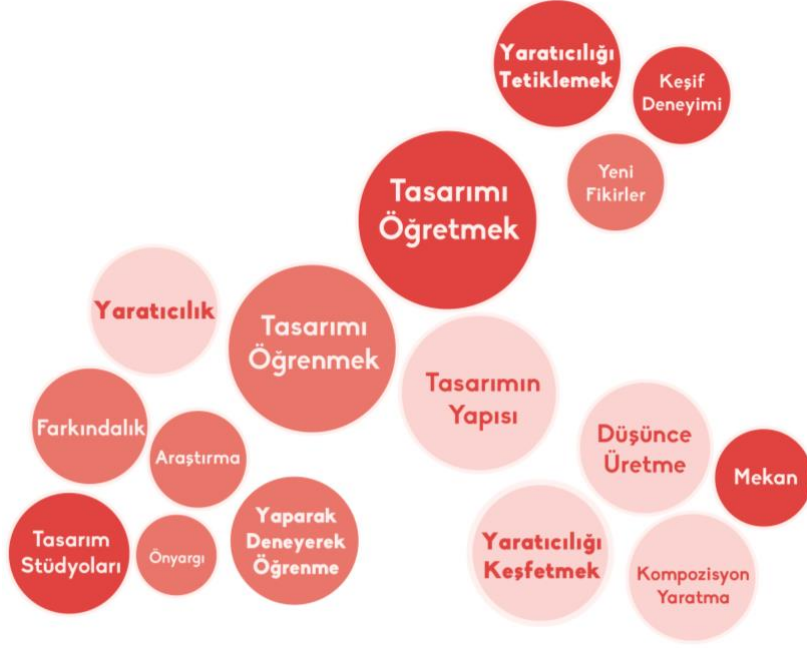 Yaratıcılığı
Tetiklemek
Keşif
Deneyimi
Yeni
Fikirler
Tasarımı
Öğretmek
Yaratıcılık
Tasarımı
Öğrenmek
Tasarımın
Yapısı
Farkındalık
Araştırma
Düşünce
Üretme
Mekan
Tasarım
Stüdyoları
Önyargı
Yaparak
Deneyerek
Öğrenme
Yaratıcılığı
Keşfetmek
Kompozisyon
Yaratma